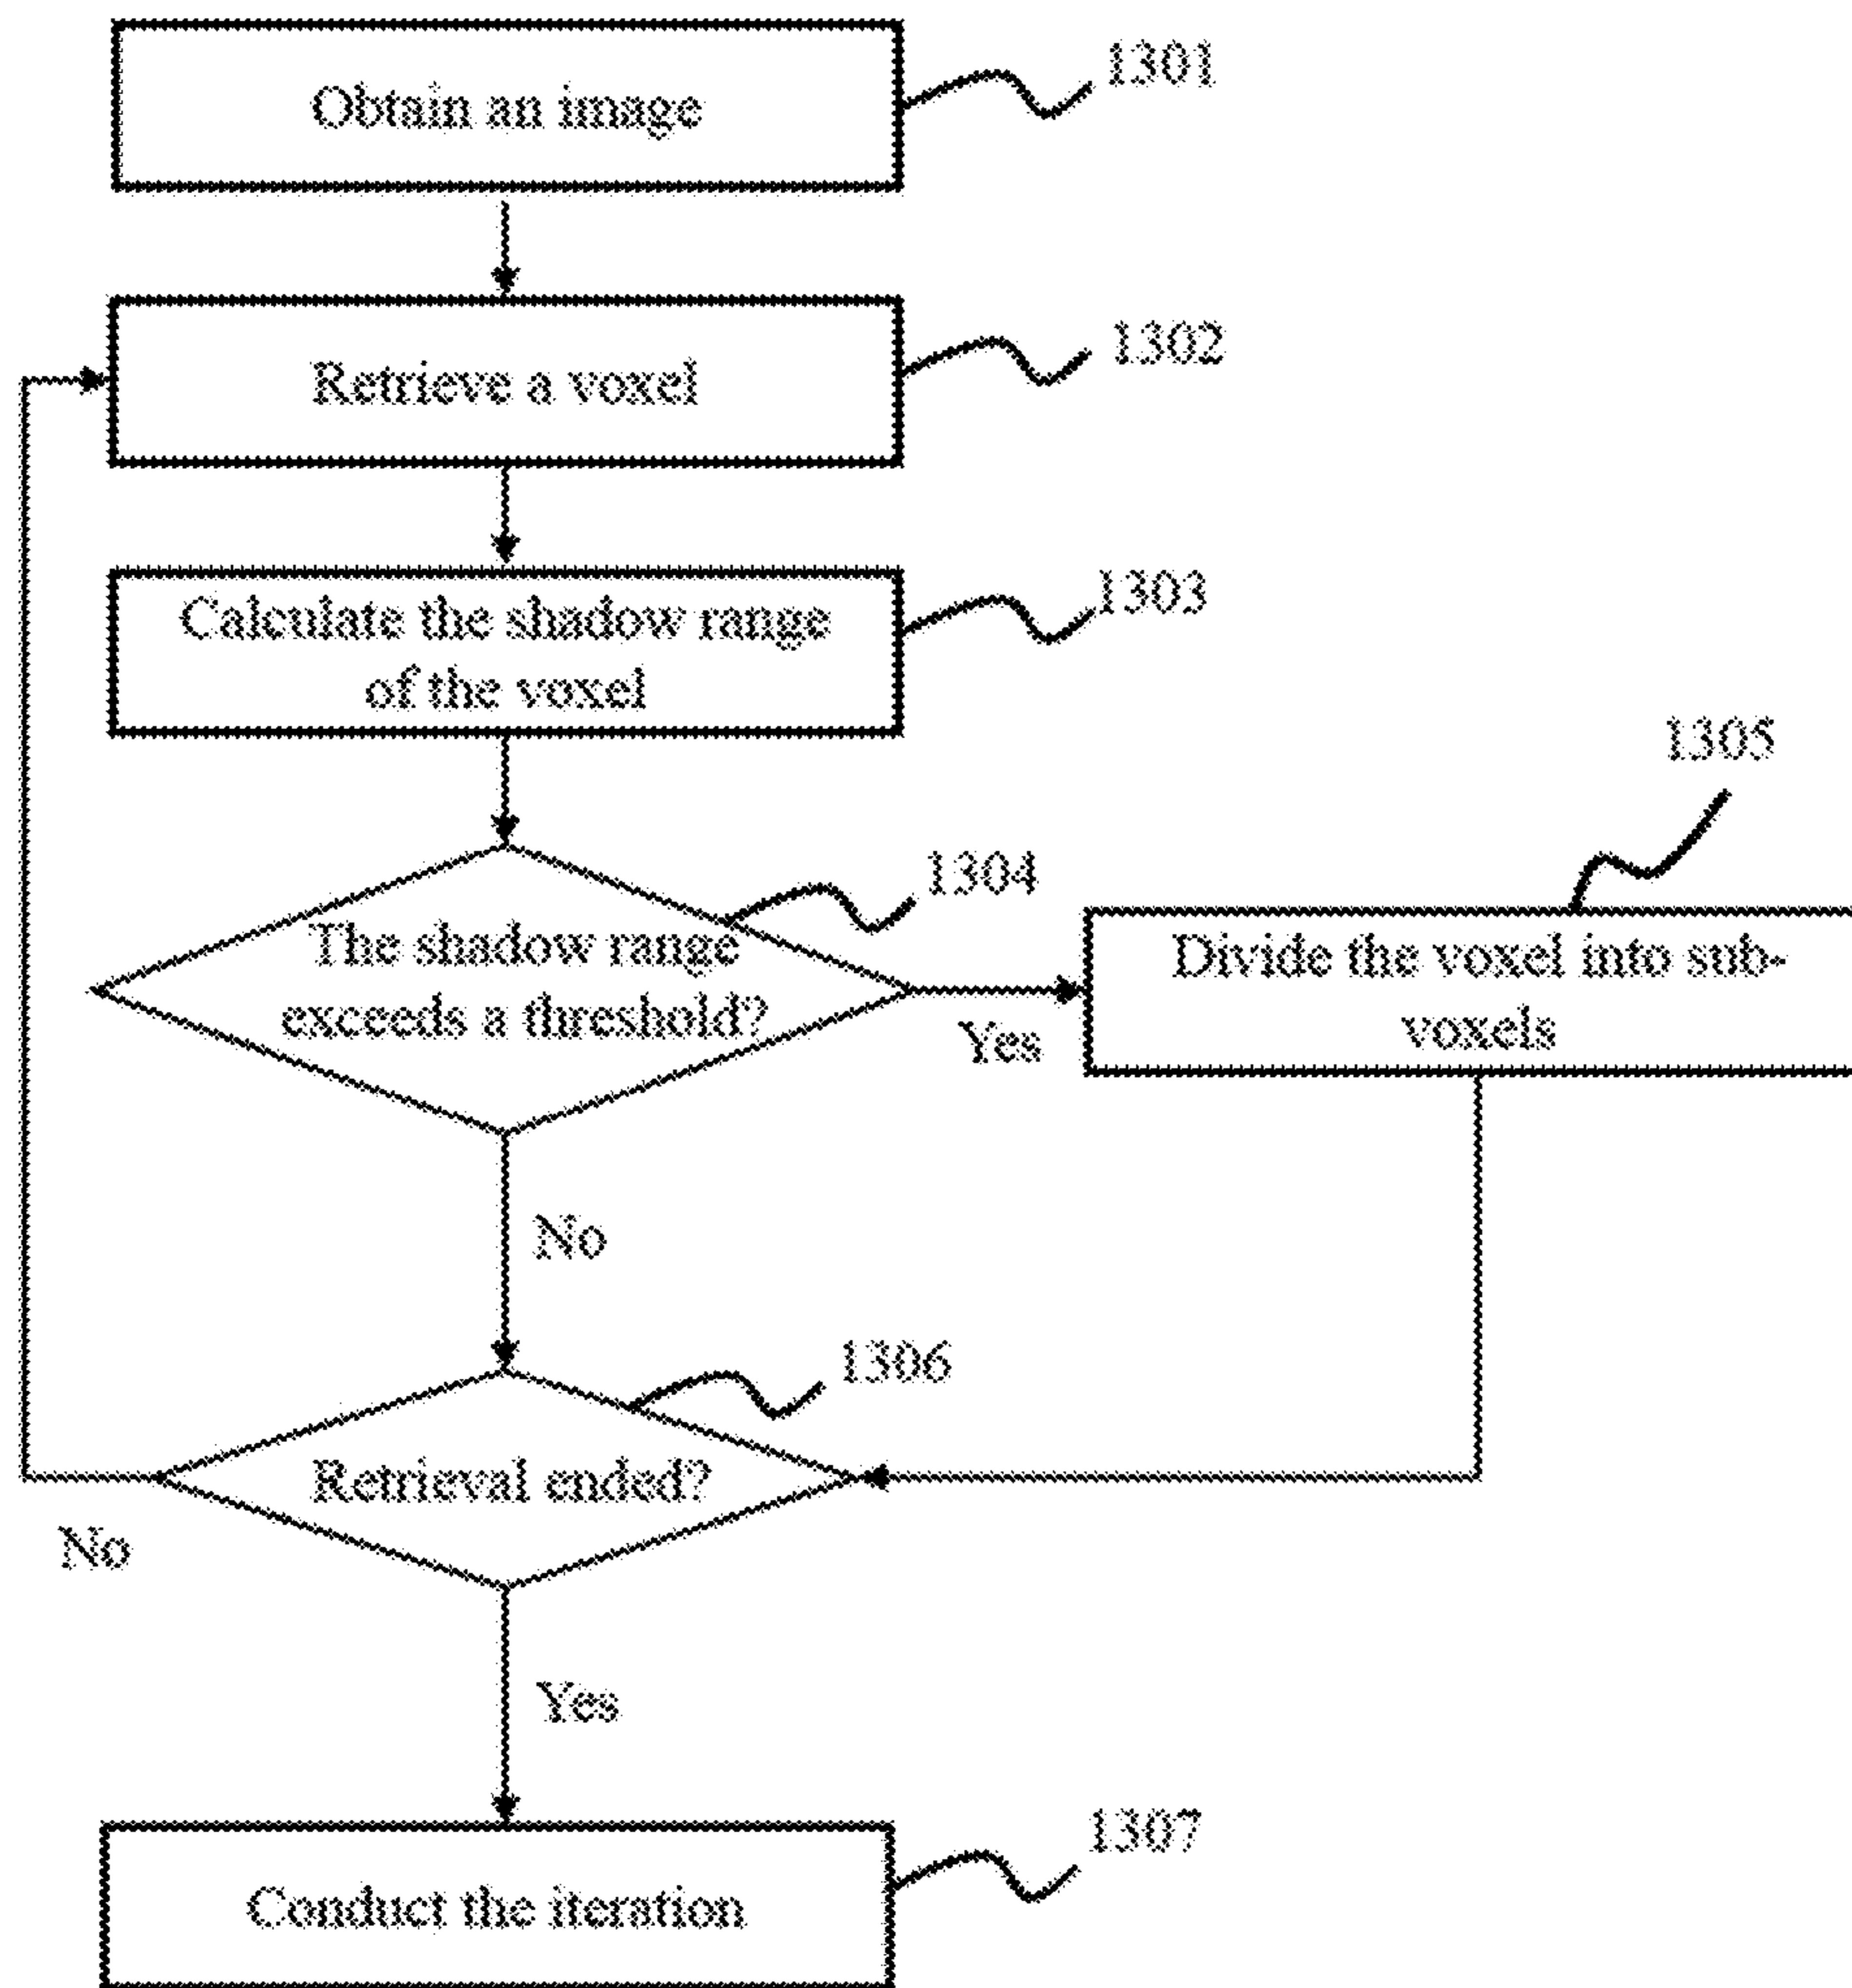 Obtain an image
1301
Retrieve a voxel
1302
Calculate the shadow range
of the voxel
1303
The shadow range
exceeds a threshold?
1304
Yes
1305
Divide the voxel into sub-
voxels
No
Retrieval ended?
1306
No
Yes
Conduct the iteration
1307